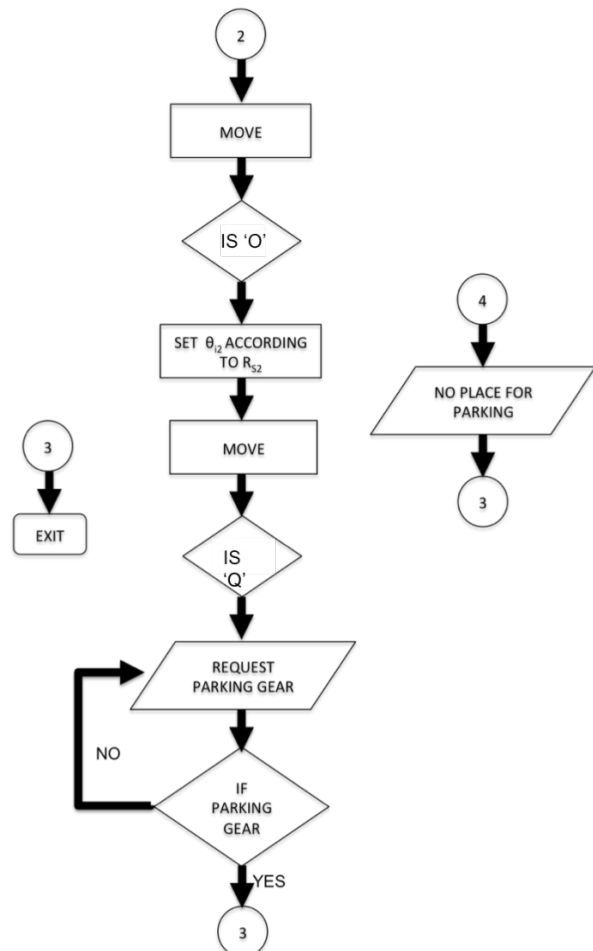 2
MOVE
IS ‘O’
SET θi2 ACCORDING
TO RS2
MOVE
IS
‘Q’
REQUEST
PARKING GEAR
NO
IF
PARKING
GEAR
YES
3
3
EXIT
4
NO PLACE FOR
PARKING
3